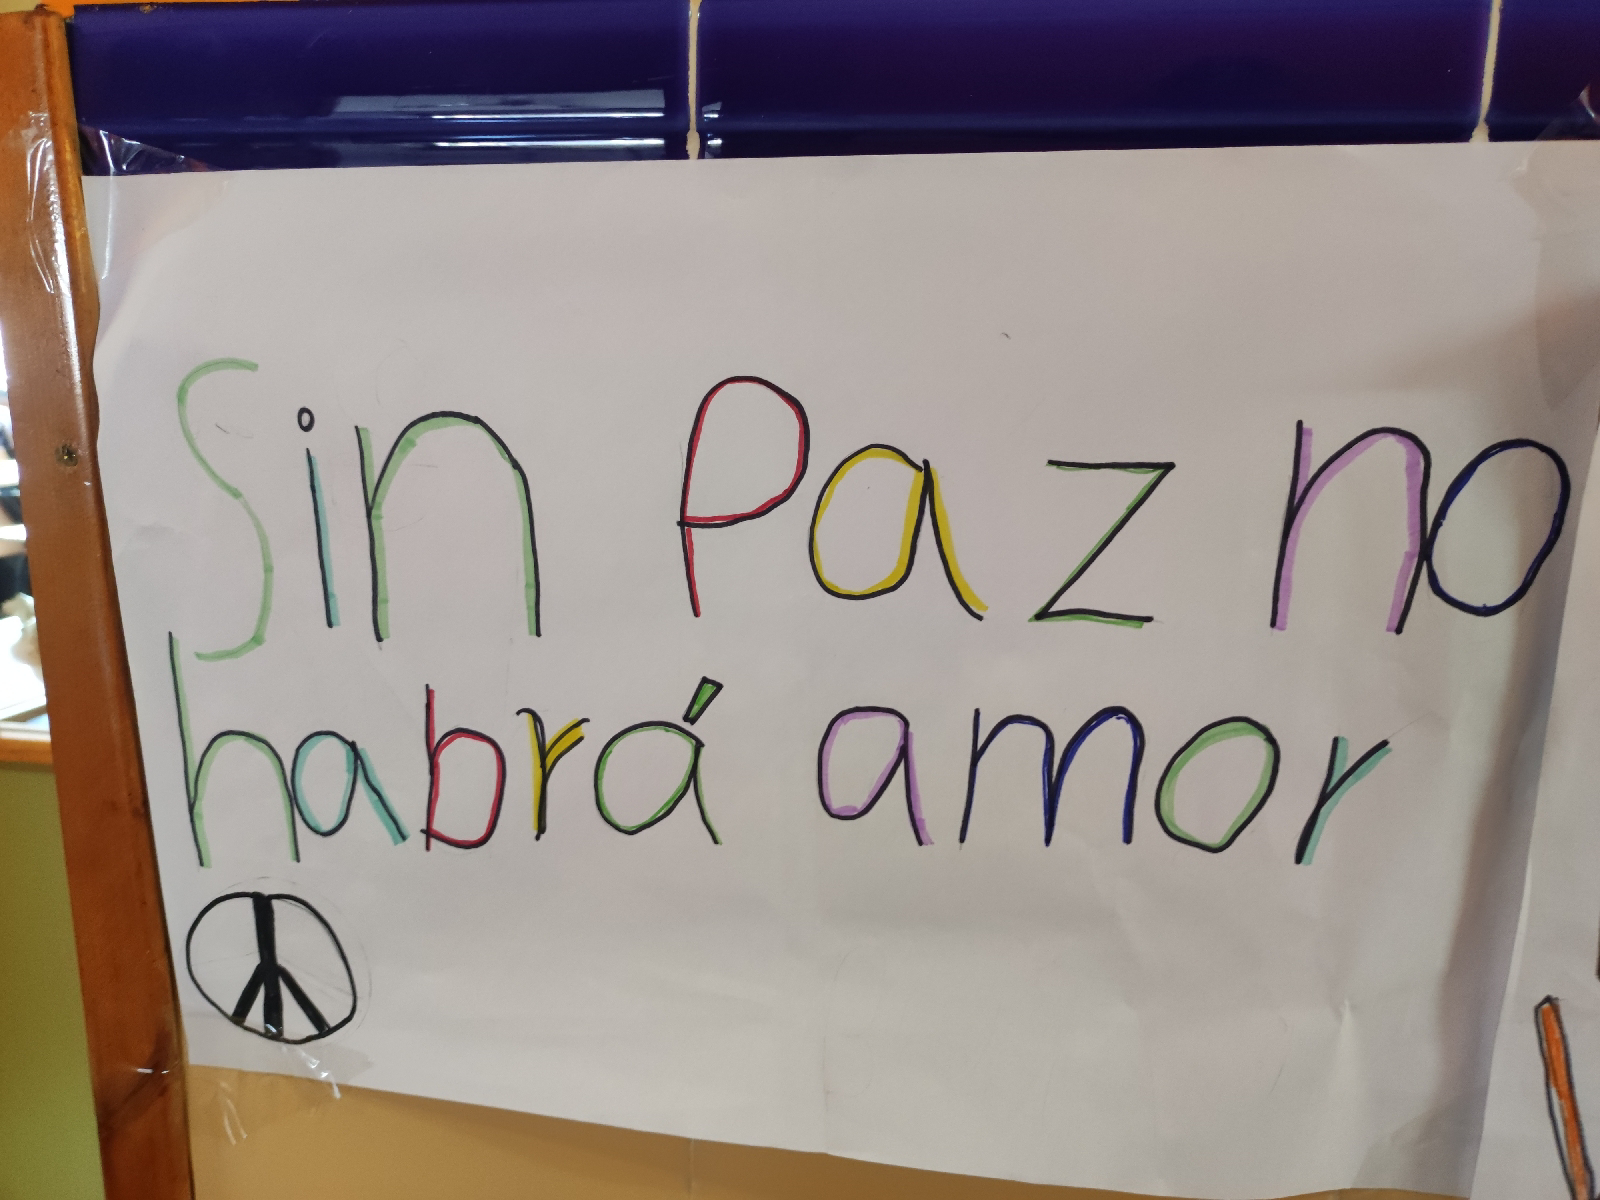 Sin Paz no
habrá amor